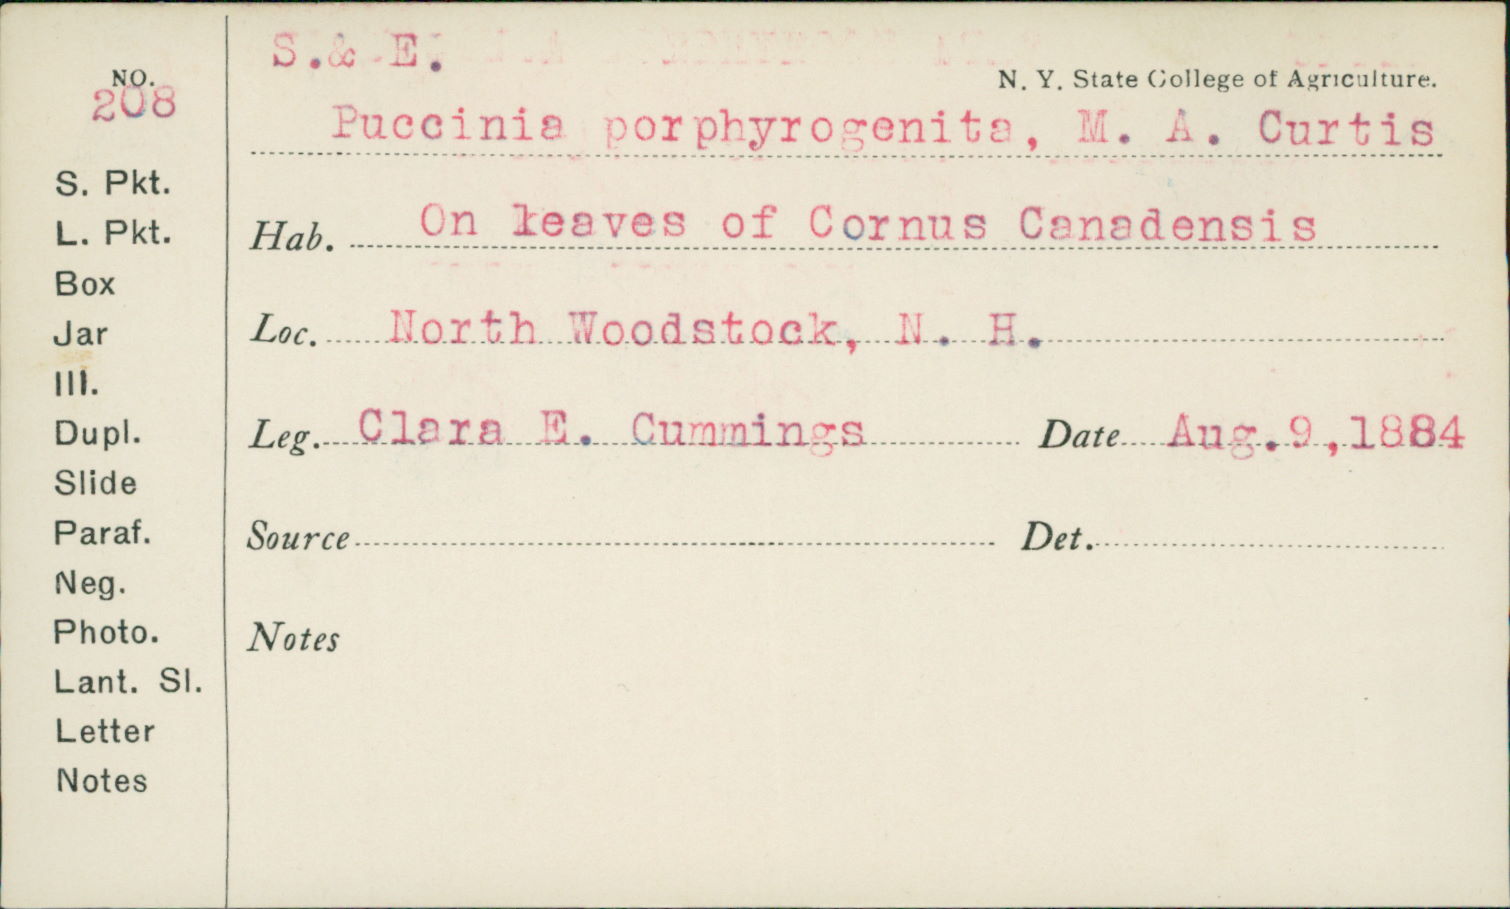 S.& E.
NO.
208
N. Y. State College of Agriculture.
Puccinia porphyrogenita, M. A. Curtis
S. Pkt.
L. Pkt.
Box
Jar
Ill.
Dupl.
Slide
Paraf.
Neg.
Photo.
Lant. Sl.
Letter
Notes
Hab. On leaves of Cornus Canadensis
Loc. North Woodstock, N. H.
Leg. Clara E. Cummings Date Aug.9,1884
Source Det.
Notes